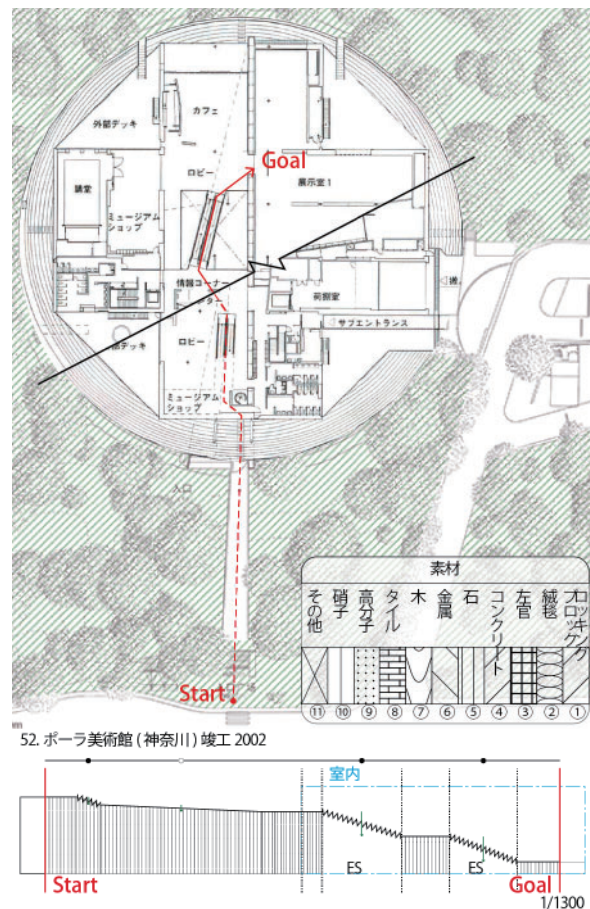 カフェ
外部デッキ
Goal
ロビー
展示室1
講堂
ミュージアム
ショップ
情報コーナー
荷捌室
サブエントランス
ロビー
ミュージアム
ショップ
入口
Start
素材
その他
硝子
高分子
タイル
木
金属
石
コンクリート
左官
絨毯
ロッキング
ブロック
⑪ ⑩ ⑨ ⑧ ⑦ ⑥ ⑤ ④ ③ ② ①
52. ポーラ美術館 (神奈川) 竣工 2002
室内
ES
ES
Start
Goal
1/1300